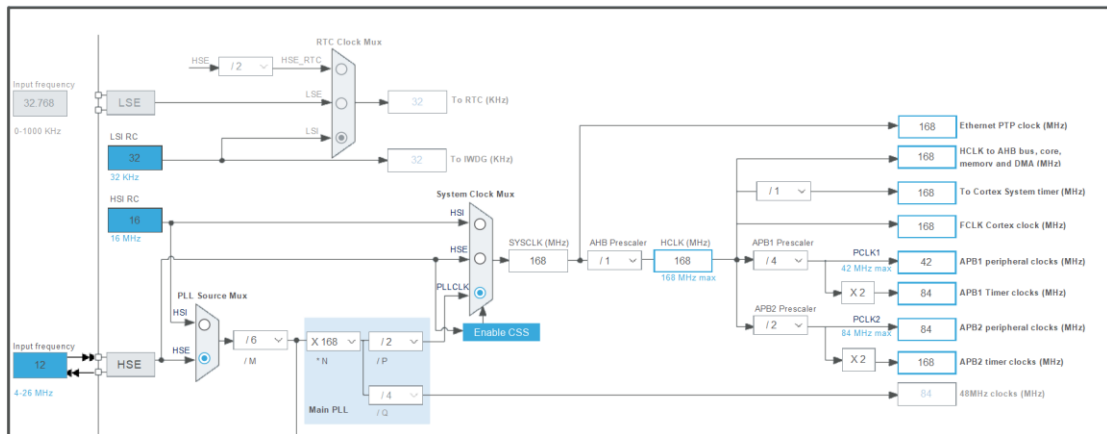 RTC Clock Mux
HSE
/ 2
HSE_RTC
Input frequency
32.768
0-1000 KHz
LSE
LSE
32
To RTC (KHz)
LSI RC
32
32 KHz
LSI
32
To IWDG (KHz)
HSI RC
16
16 MHz
System Clock Mux
HSI
HSE
PLLCLK
Enable CSS
SYSCLK (MHz)
168
AHB Prescaler
/ 1
HCLK (MHz)
168
168 MHz max
168
Ethernet PTP clock (MHz)
168
HCLK to AHB bus, core,
memory and DMA (MHz)
/ 1
168
To Cortex System timer (MHz)
168
FCLK Cortex clock (MHz)
APB1 Prescaler
/ 4
PCLK1
42 MHz max
42
APB1 peripheral clocks (MHz)
X 2
84
APB1 Timer clocks (MHz)
APB2 Prescaler
/ 2
PCLK2
84 MHz max
84
APB2 peripheral clocks (MHz)
X 2
168
APB2 timer clocks (MHz)
84
48MHz clocks (MHz)
PLL Source Mux
HSI
HSE
Input frequency
12
4-26 MHz
HSE
/ 6
/ M
X 168
* N
/ 2
/ P
/ 4
/ Q
Main PLL